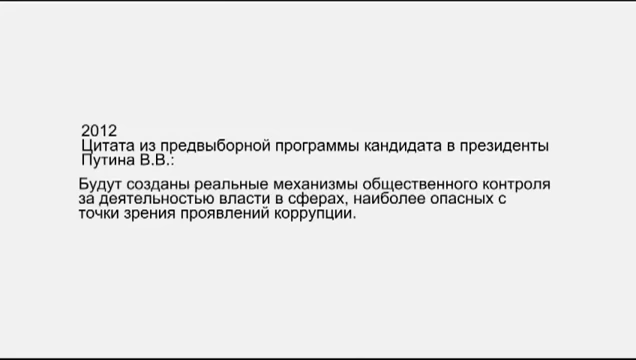 2012
Цитата из предвыборной программы кандидата в президенты
Путина В.В.:
Будут созданы реальные механизмы общественного контроля
за деятельностью власти в сферах, наиболее опасных с
точки зрения проявлений коррупции.